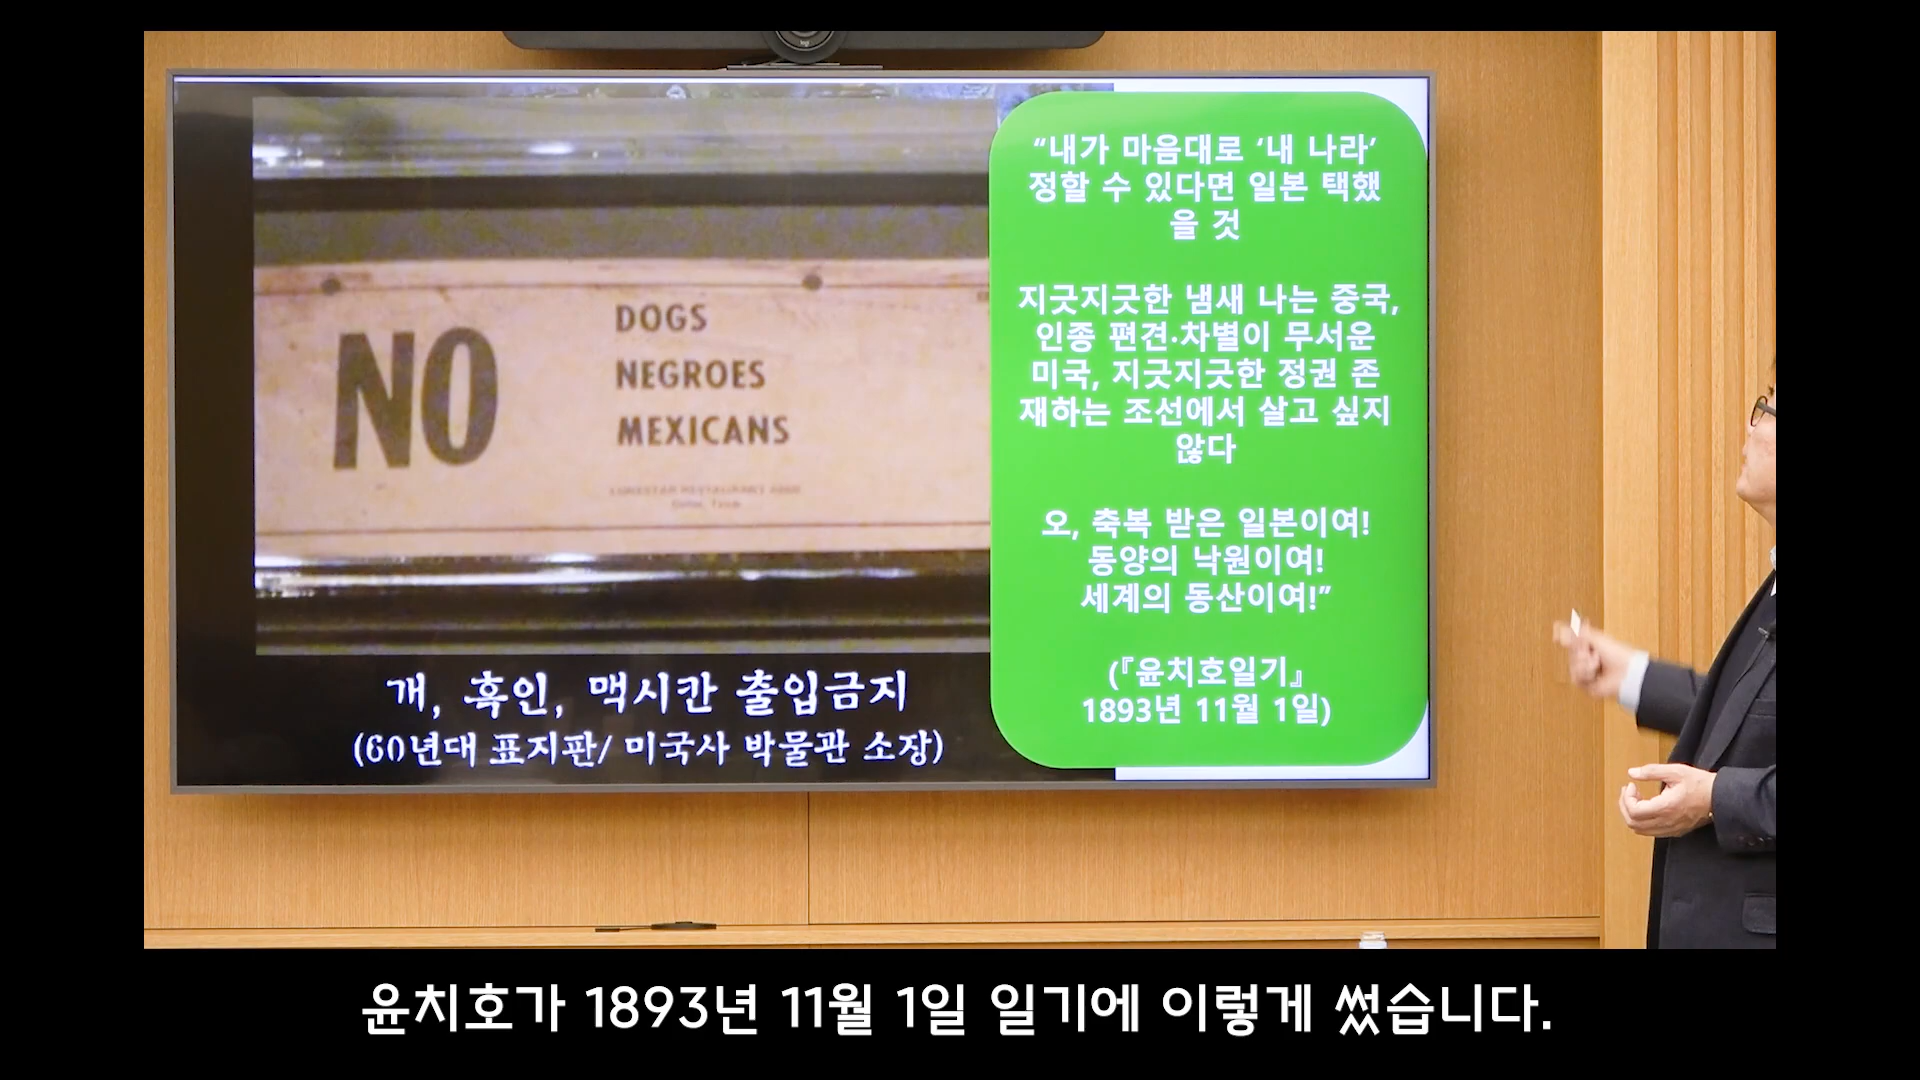 NO
DOGS
NEGROES
MEXICANS
개, 흑인, 맥시칸 출입금지
(60년대 표지판/ 미국사 박물관 소장)
“내가 마음대로 ‘내 나라’
정할 수 있다면 일본 택했
을 것
지긋지긋한 냄새 나는 중국,
인종 편견·차별이 무서운
미국, 지긋지긋한 정권 존
재하는 조선에서 살고 싶지
않다
오, 축복 받은 일본이여!
동양의 낙원이여!
세계의 동산이여!”
(『윤치호일기』
1893년 11월 1일)
윤치호가 1893년 11월 1일 일기에 이렇게 썼습니다.